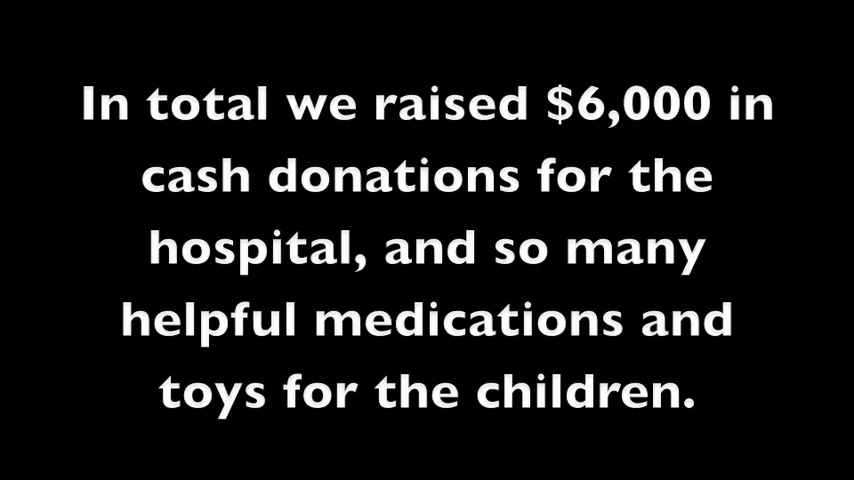 In total we raised $6,000 in
cash donations for the
hospital, and so many
helpful medications and
toys for the children.